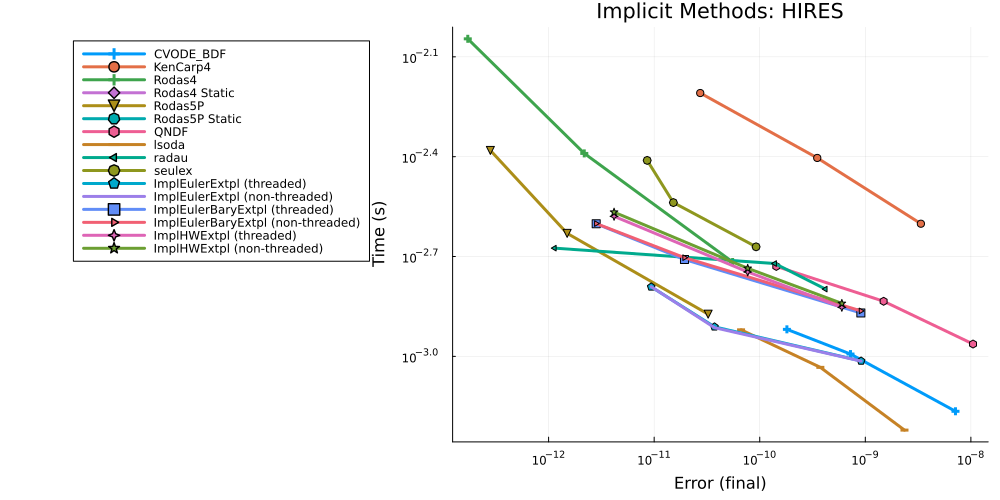 Implicit Methods: HIRES
CVODE_BDF
KenCarp4
Rodas4
Rodas4 Static
Rodas5P
Rodas5P Static
QNDF
lsoda
radau
seulex
ImplEulerExtpl (threaded)
ImplEulerExtpl (non-threaded)
ImplEulerBaryExtpl (threaded)
ImplEulerBaryExtpl (non-threaded)
ImplHWExtpl (threaded)
ImplHWExtpl (non-threaded)
Time (s)
10⁻²·¹
10⁻²·⁴
10⁻²·⁷
10⁻³·⁰
10⁻¹² 10⁻¹¹ 10⁻¹⁰ 10⁻⁹ 10⁻⁸
Error (final)